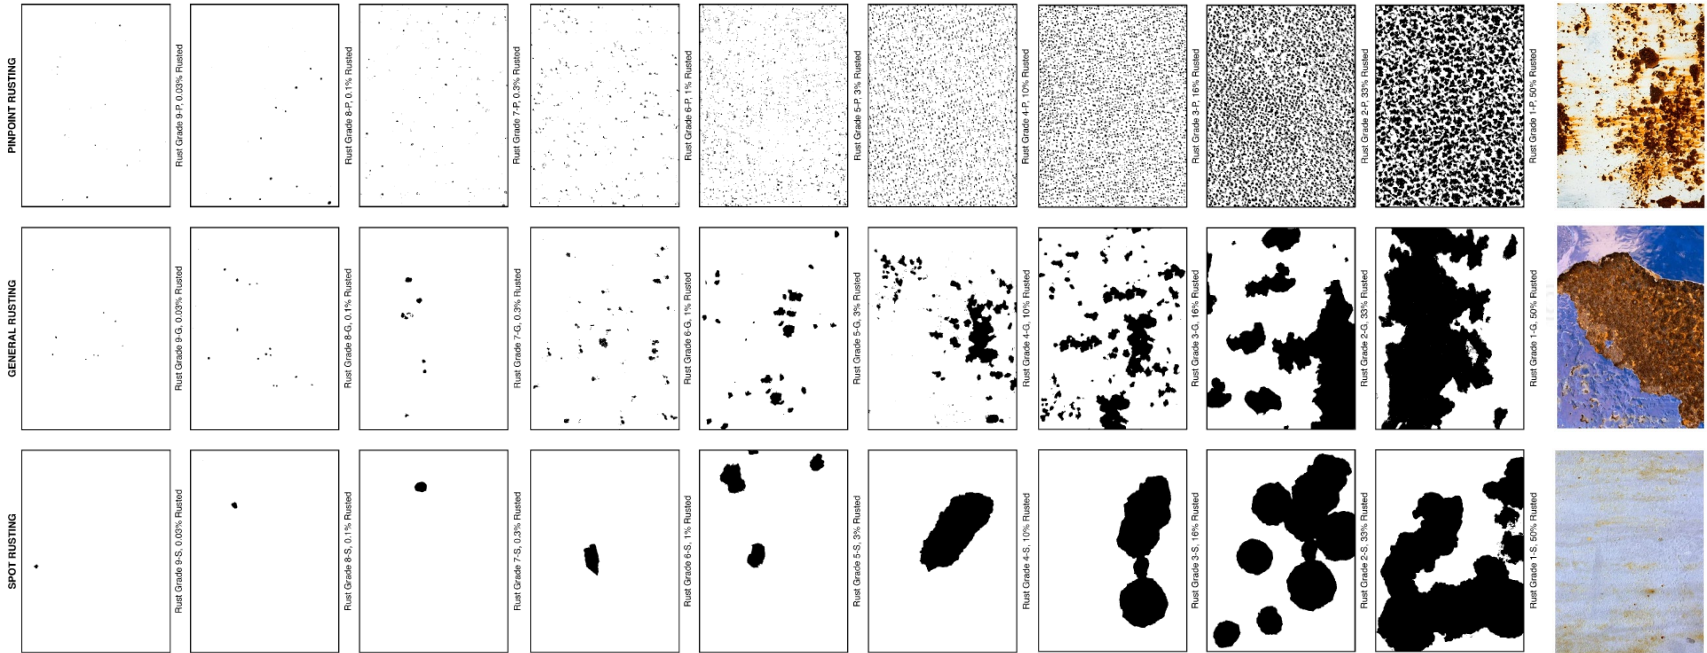 PINPOINT RUSTING
Rust Grade 9-P, 0.03% Rusted
Rust Grade 8-P, 0.1% Rusted
Rust Grade 7-P, 0.3% Rusted
Rust Grade 6-P, 1% Rusted
Rust Grade 5-P, 3% Rusted
Rust Grade 4-P, 10% Rusted
Rust Grade 3-P, 16% Rusted
Rust Grade 2-P, 33% Rusted
Rust Grade 1-P, 50% Rusted
GENERAL RUSTING
Rust Grade 9-G, 0.03% Rusted
Rust Grade 8-G, 0.1% Rusted
Rust Grade 7-G, 0.3% Rusted
Rust Grade 6-G, 1% Rusted
Rust Grade 5-G, 3% Rusted
Rust Grade 4-G, 10% Rusted
Rust Grade 3-G, 16% Rusted
Rust Grade 2-G, 33% Rusted
Rust Grade 1-G, 50% Rusted
SPOT RUSTING
Rust Grade 9-S, 0.03% Rusted
Rust Grade 8-S, 0.1% Rusted
Rust Grade 7-S, 0.3% Rusted
Rust Grade 6-S, 1% Rusted
Rust Grade 5-S, 3% Rusted
Rust Grade 4-S, 10% Rusted
Rust Grade 3-S, 16% Rusted
Rust Grade 2-S, 33% Rusted
Rust Grade 1-S, 50% Rusted